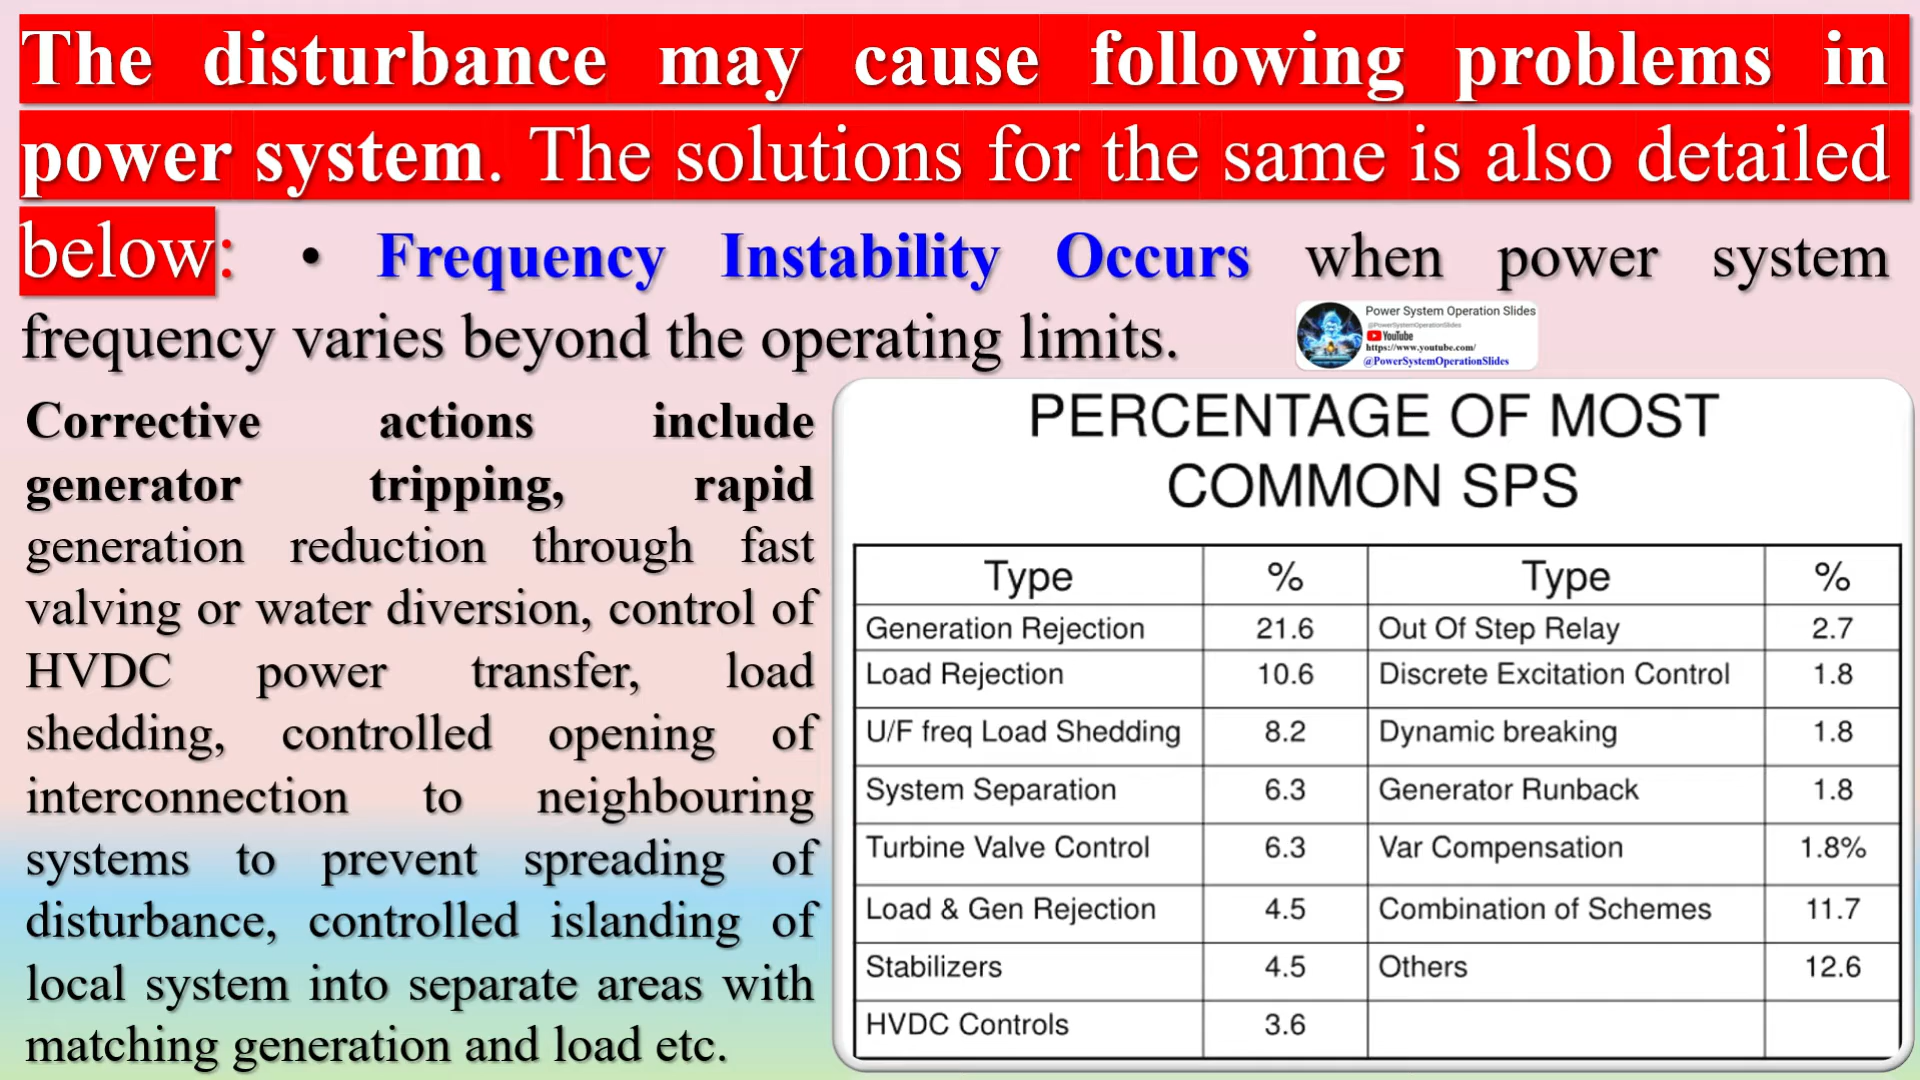 The disturbance may cause following problems in
power system. The solutions for the same is also detailed
below: • Frequency Instability Occurs when power system
frequency varies beyond the operating limits.
Power System Operation Slides
@PowerSystemOperationSlides
YouTube
https://www.youtube.com/
@PowerSystemOperationSlides
Corrective actions include
generator tripping, rapid
generation reduction through fast
valving or water diversion, control of
HVDC power transfer, load
shedding, controlled opening of
interconnection to neighbouring
systems to prevent spreading of
disturbance, controlled islanding of
local system into separate areas with
matching generation and load etc.
PERCENTAGE OF MOST
COMMON SPS
Type % Type %
Generation Rejection 21.6 Out Of Step Relay 2.7
Load Rejection 10.6 Discrete Excitation Control 1.8
U/F freq Load Shedding 8.2 Dynamic breaking 1.8
System Separation 6.3 Generator Runback 1.8
Turbine Valve Control 6.3 Var Compensation 1.8%
Load & Gen Rejection 4.5 Combination of Schemes 11.7
Stabilizers 4.5 Others 12.6
HVDC Controls 3.6